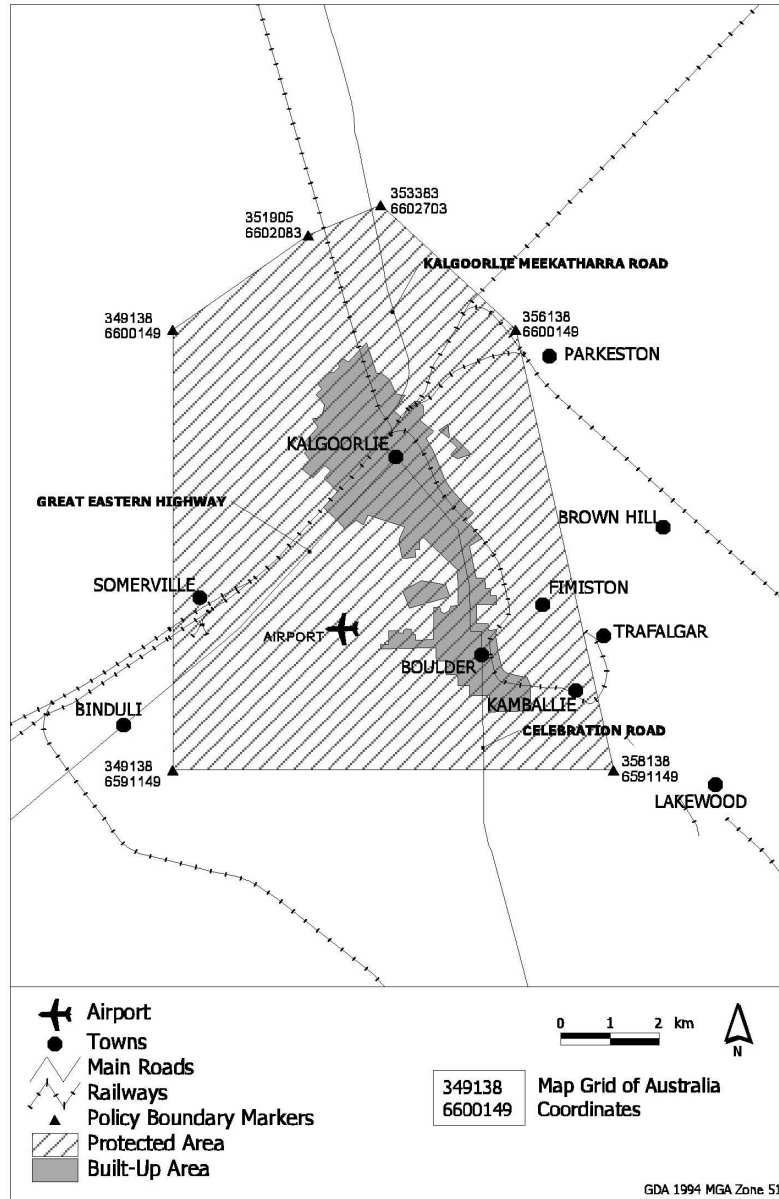 353383
6602703
351905
6602083
KALGOORLIE MEEKATHARRA ROAD
349138
6600149
356138
6600149
PARKESTON
KALGOORLIE
GREAT EASTERN HIGHWAY
BROWN HILL
SOMERVILLE
FIMISTON
AIRPORT
TRAFALGAR
BOULDER
KAMBALLIE
BINDULI
CELEBRATION ROAD
349138
6591149
358138
6591149
LAKEWOOD
Airport
Towns
Main Roads
Railways
Policy Boundary Markers
Protected Area
Built-Up Area
0 1 2 km
N
349138
6600149
Map Grid of Australia
Coordinates
GDA 1994 MGA Zone 51